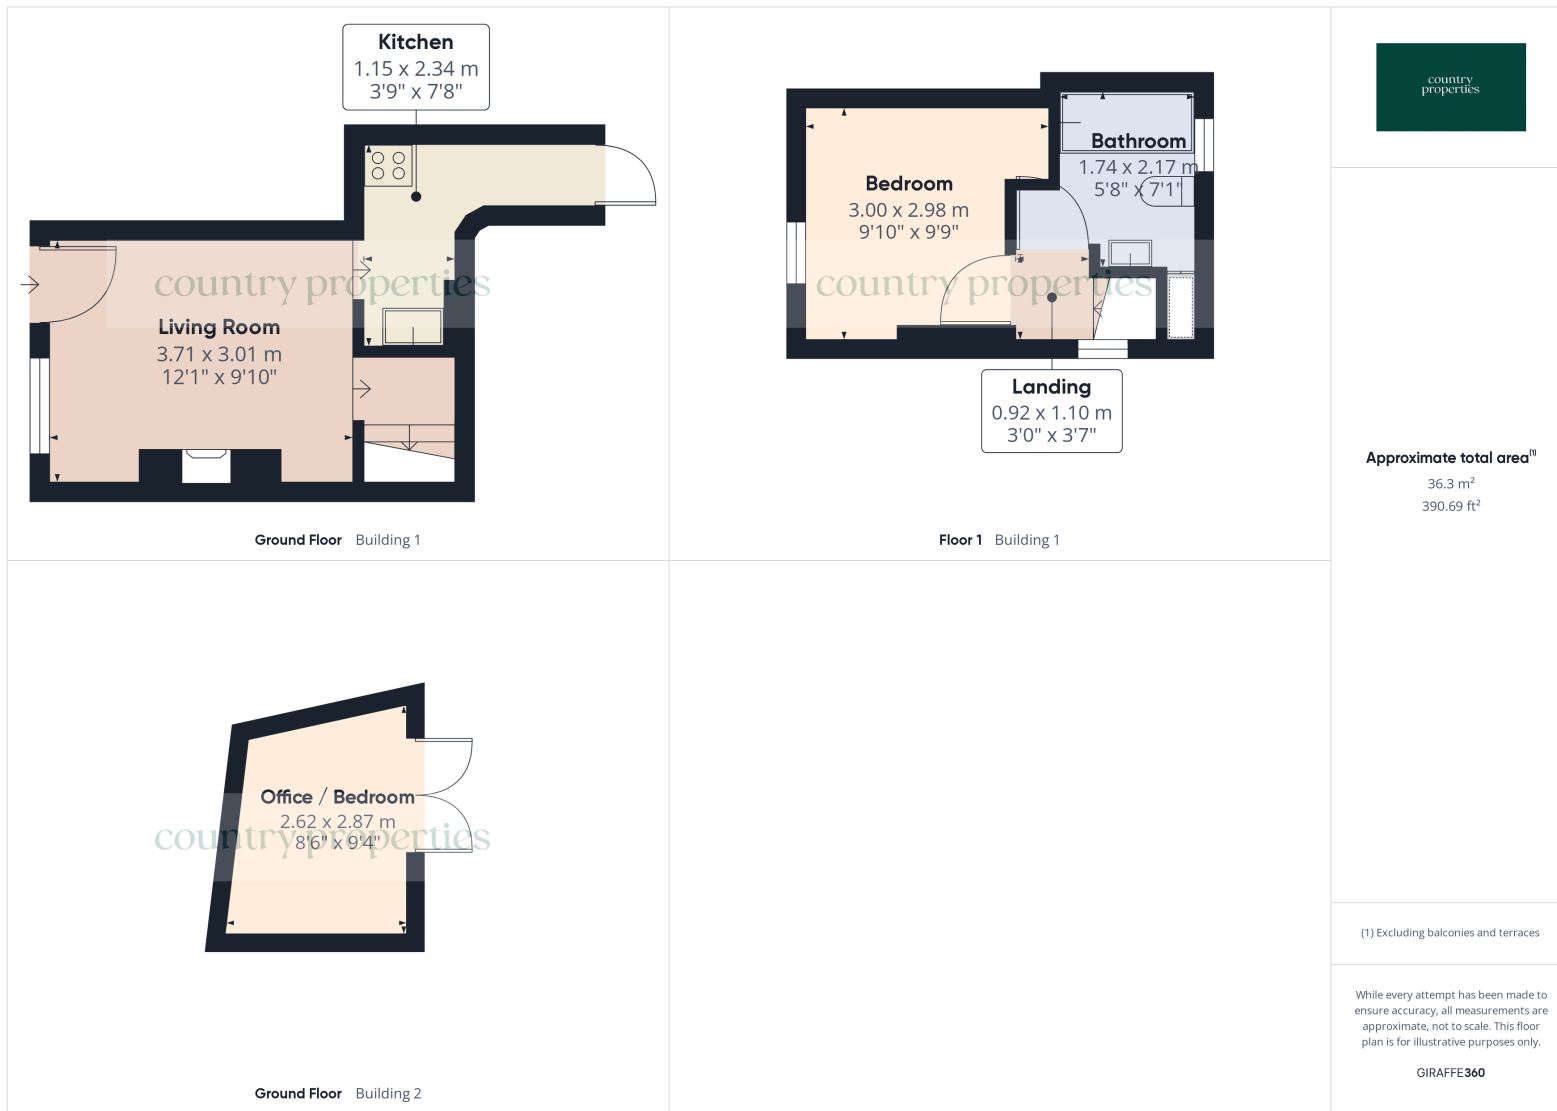 Kitchen
1.15 x 2.34 m
3'9" x 7'8"
Living Room
3.71 x 3.01 m
12'1" x 9'10"
country properties
Ground Floor Building 1
Bedroom
3.00 x 2.98 m
9'10" x 9'9"
Bathroom
1.74 x 2.17 m
5'8" x 7'1"
country properties
Landing
0.92 x 1.10 m
3'0" x 3'7"
Floor 1 Building 1
Office / Bedroom
2.62 x 2.87 m
8'6" x 9'4"
country properties
Ground Floor Building 2
country
properties
Approximate total area(1)
36.3 m²
390.69 ft²
(1) Excluding balconies and terraces
While every attempt has been made to
ensure accuracy, all measurements are
approximate, not to scale. This floor
plan is for illustrative purposes only.
GIRAFFE360